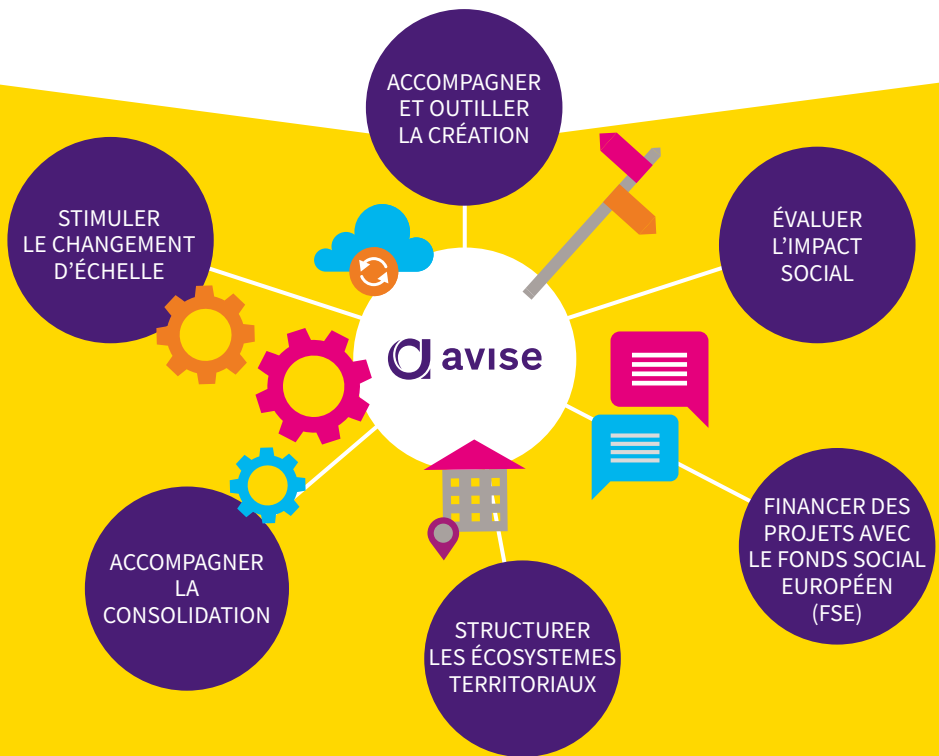 ACCOMPAGNER
ET OUTILLER
LA CRÉATION
STIMULER
LE CHANGEMENT
D'ÉCHELLE
ÉVALUER
L'IMPACT
SOCIAL
avise
FINANCER DES
PROJETS AVEC
LE FONDS SOCIAL
EUROPÉEN
(FSE)
ACCOMPAGNER
LA
CONSOLIDATION
STRUCTURER
LES ÉCOSYSTEMES
TERRITORIAUX